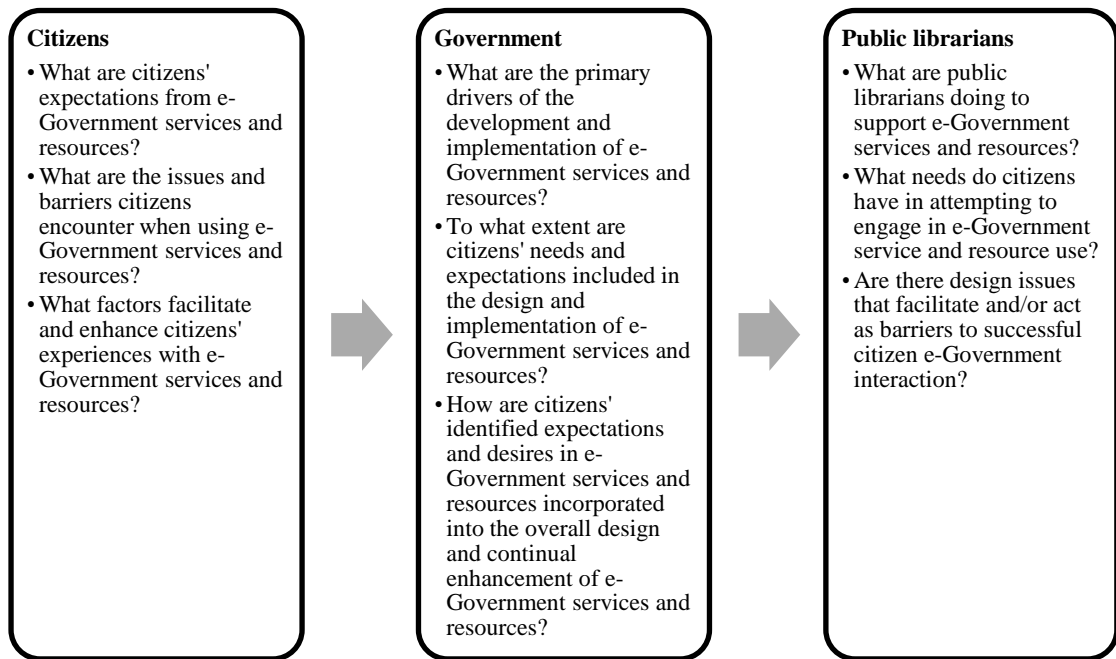 Citizens
• What are citizens'
expectations from e-
Government services and
resources?
• What are the issues and
barriers citizens
encounter when using e-
Government services and
resources?
• What factors facilitate
and enhance citizens'
experiences with e-
Government services and
resources?
Government
• What are the primary
drivers of the
development and
implementation of e-
Government services and
resources?
• To what extent are
citizens' needs and
expectations included in
the design and
implementation of e-
Government services and
resources?
• How are citizens'
identified expectations
and desires in e-
Government services and
resources incorporated
into the overall design
and continual
enhancement of e-
Government services and
resources?
Public librarians
• What are public
librarians doing to
support e-Government
services and resources?
• What needs do citizens
have in attempting to
engage in e-Government
service and resource use?
• Are there design issues
that facilitate and/or act
as barriers to successful
citizen e-Government
interaction?